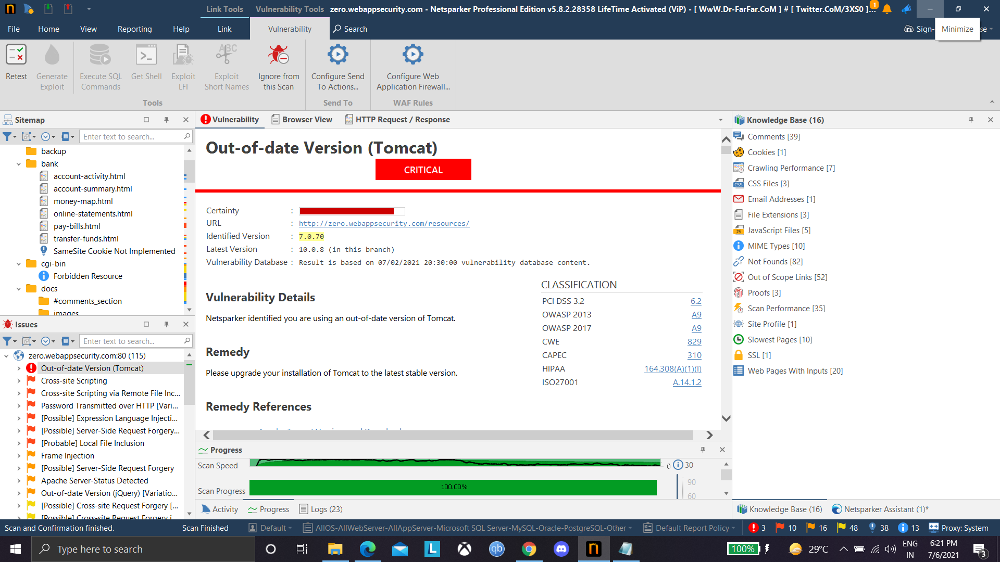 Link Tools
Vulnerability Tools
zero.webappsecurity.com - Netsparker Professional Edition v5.8.2.28358 LifeTime Activated (ViP) - [ WwW.Dr-FarFar.CoM ] # [ Twitter.CoM/3XS0 ]...
1
File
Home
View
Reporting
Help
Link
Vulnerability
Search
Sign-
Minimize
Retest
Generate Exploit
Execute SQL Commands
Get Shell
Exploit LFI
ABC
Exploit Short Names
Ignore from this Scan
Configure Send To Actions...
Configure Web Application Firewall...
Tools
Send To
WAF Rules
Sitemap
Enter text to search...
backup
bank
account-activity.html
account-summary.html
money-map.html
online-statements.html
pay-bills.html
transfer-funds.html
SameSite Cookie Not Implemented
cgi-bin
Forbidden Resource
docs
#comments_section
images
Issues
Enter text to search...
zero.webappsecurity.com:80 (115)
Out-of-date Version (Tomcat)
Cross-site Scripting
Cross-site Scripting via Remote File Inc...
Password Transmitted over HTTP [Vari...
[Possible] Expression Language Injecti...
[Possible] Server-Side Request Forgery...
[Probable] Local File Inclusion
Frame Injection
[Possible] Server-Side Request Forgery
Apache Server-Status Detected
Out-of-date Version (jQuery) [Variatio...
[Possible] Cross-site Request Forgery [...
[Possible] Cross-site Request Forgery i
Vulnerability
Browser View
HTTP Request / Response
Out-of-date Version (Tomcat)
CRITICAL
Certainty :
URL : http://zero.webappsecurity.com/resources/
Identified Version : 7.0.70
Latest Version : 10.0.8 (in this branch)
Vulnerability Database : Result is based on 07/02/2021 20:30:00 vulnerability database content.
Vulnerability Details
Netsparker identified you are using an out-of-date version of Tomcat.
Remedy
Please upgrade your installation of Tomcat to the latest stable version.
Remedy References
CLASSIFICATION
PCI DSS 3.2 6.2
OWASP 2013 A9
OWASP 2017 A9
CWE 829
CAPEC 310
HIPAA 164.308(A)(1)(I)
ISO27001 A.14.1.2
Progress
Scan Speed
0
30
Scan Progress
100.00%
90
60
Activity
Progress
Logs (23)
Knowledge Base (16)
Comments [39]
Cookies [1]
Crawling Performance [7]
CSS Files [3]
Email Addresses [1]
File Extensions [3]
JavaScript Files [5]
MIME Types [10]
Not Founds [82]
Out of Scope Links [52]
Proofs [3]
Scan Performance [35]
Site Profile [1]
Slowest Pages [10]
SSL [1]
Web Pages With Inputs [20]
Knowledge Base (16)
Netsparker Assistant (1)*
Scan and Confirmation finished.
Scan Finished
Default
AllOS-AllWebServer-AllAppServer-Microsoft SQL Server-MySQL-Oracle-PostgreSQL-Other
Default Report Policy
3
10
16
48
38
13
Proxy: System
Type here to search
L
qb
100%
29°C
ENG
IN
6:21 PM
7/6/2021
3